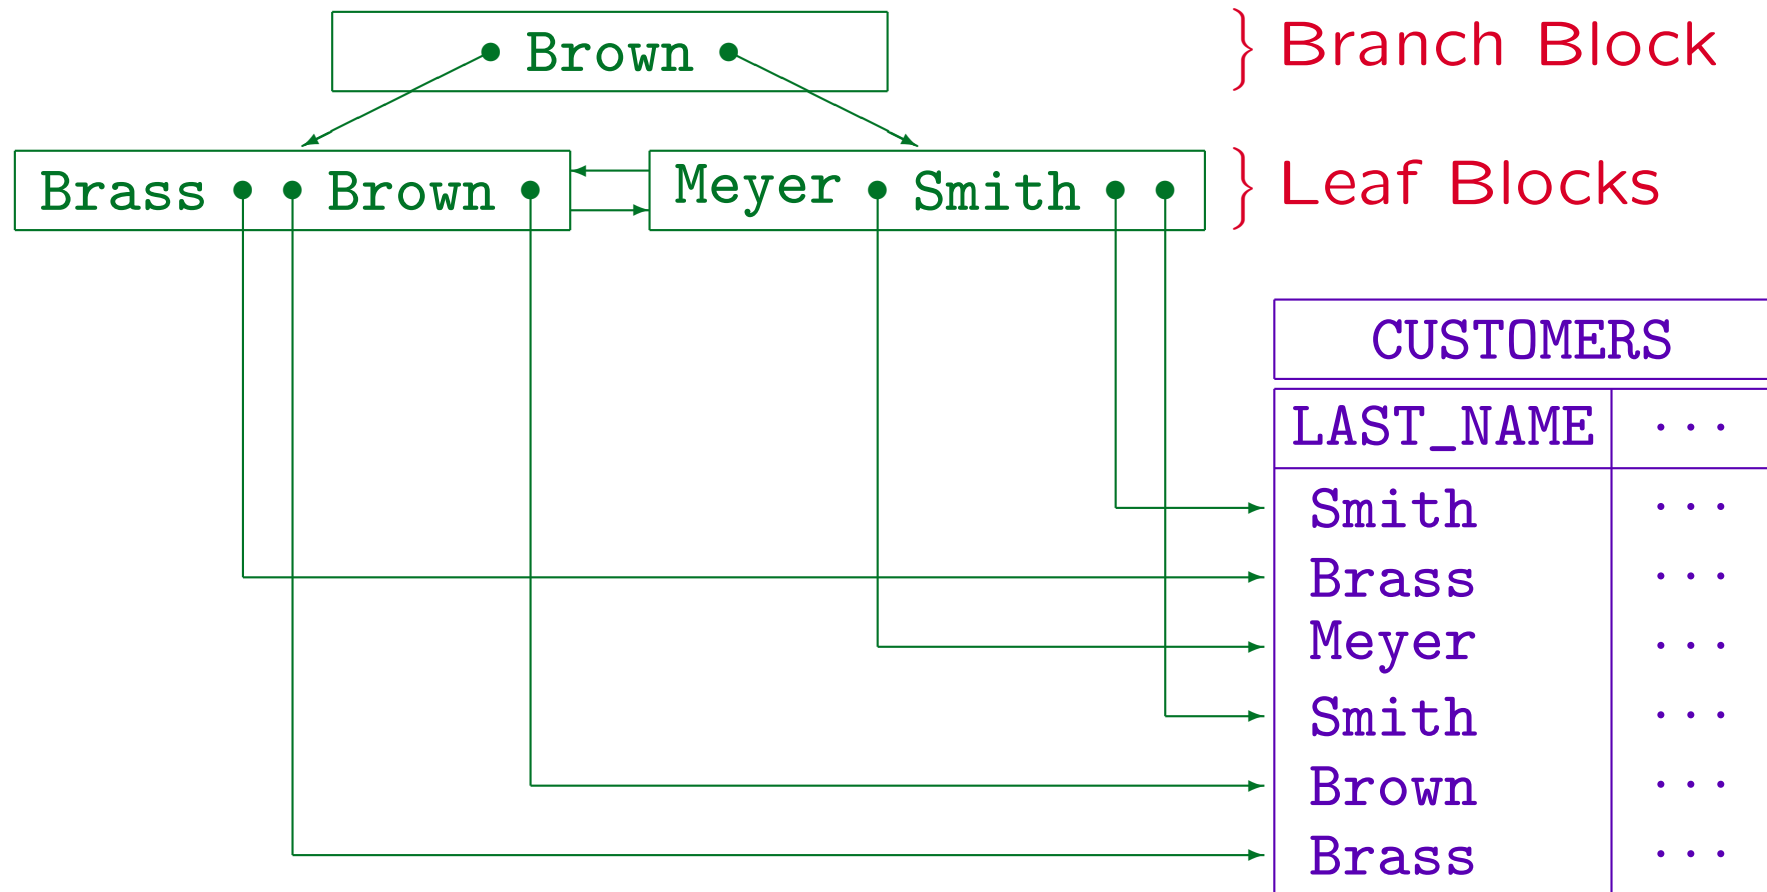 Brown
Branch Block
Brass Brown Meyer Smith
Leaf Blocks
CUSTOMERS
LAST_NAME ...
Smith ...
Brass ...
Meyer ...
Smith ...
Brown ...
Brass ...